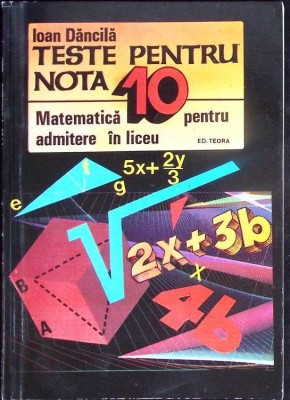 Ioan Dăncilă
TESTE PENTRU
NOTA 10
Matematică pentru
admitere în liceu
ED. TEORA
f
5x+ 2y/3
g
e
2x + 3b
x
4b
B
A